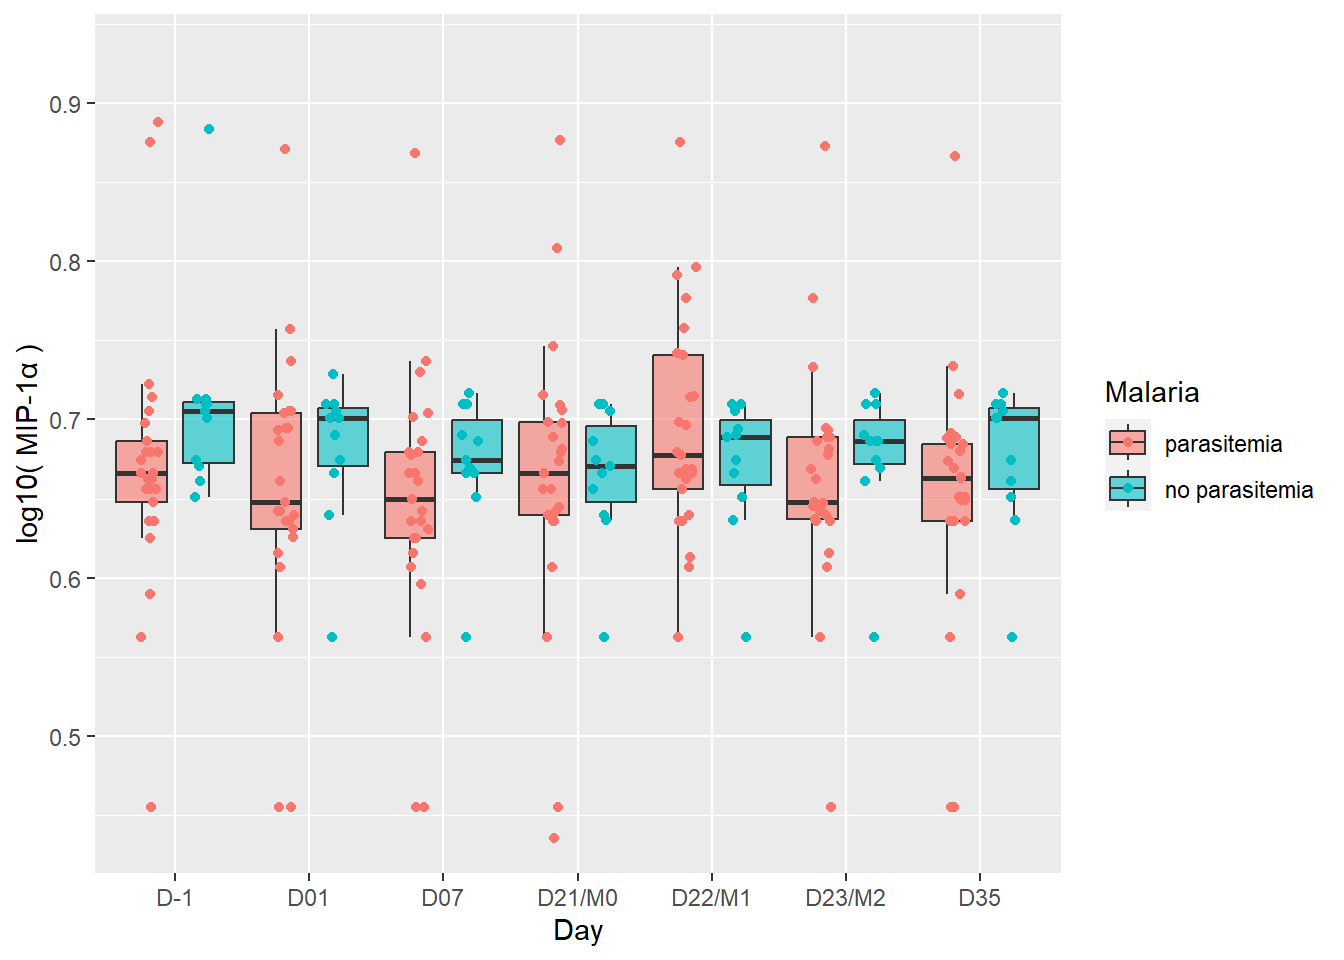 0.9
0.8
0.7
0.6
0.5
log10( MIP-1α )
D-1 D01 D07 D21/M0 D22/M1 D23/M2 D35
Day
Malaria
parasitemia
no parasitemia